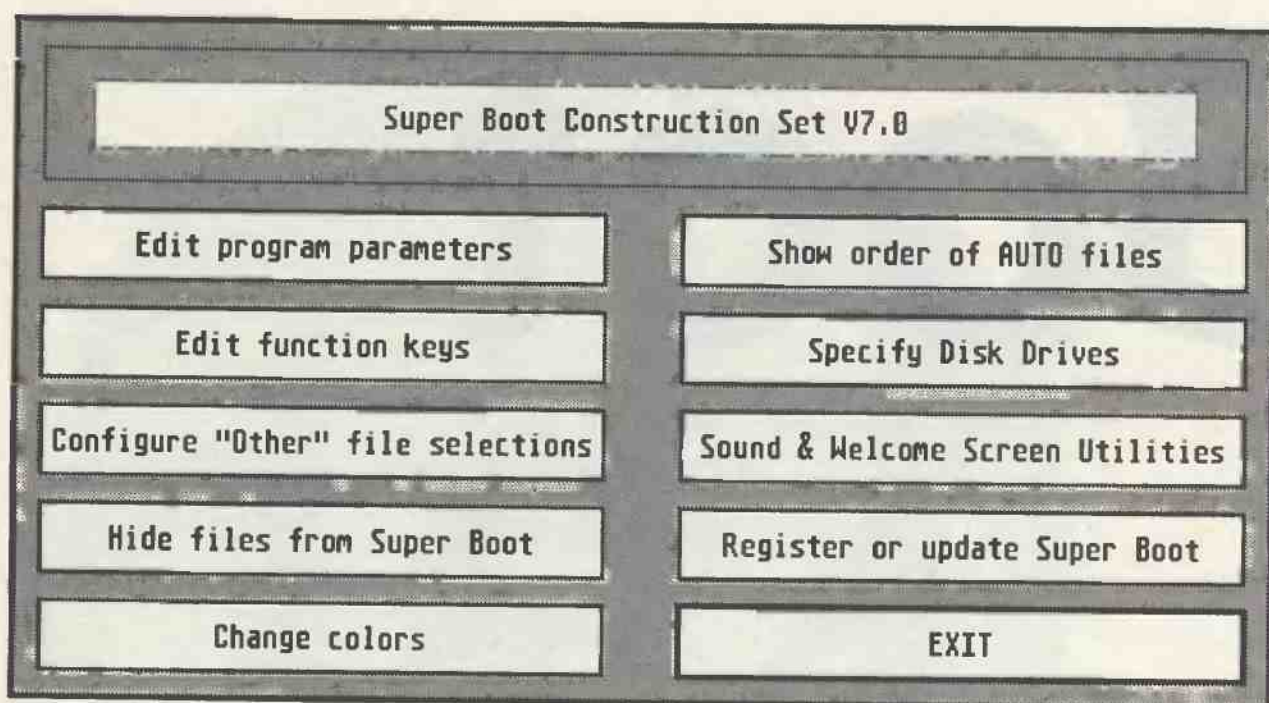 Super Boot Construction Set V7.0
Edit program parameters
Show order of AUTO files
Edit function keys
Specify Disk Drives
Configure "Other" file selections
Sound & Welcome Screen Utilities
Hide files from Super Boot
Register or update Super Boot
Change colors
EXIT